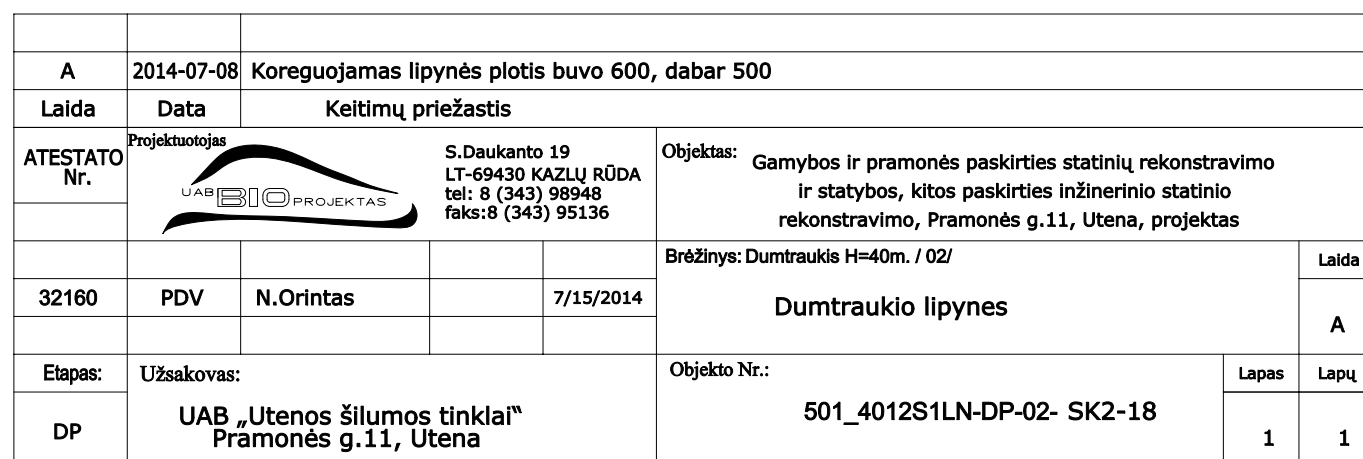 A 2014-07-08 Koreguojamas lipynės plotis buvo 600, dabar 500
Laida Data Keitimų priežastis
ATESTATO
Nr.
Projektuotojas
UAB BIO PROJEKTAS
S.Daukanto 19
LT-69430 KAZLŲ RŪDA
tel: 8 (343) 98948
faks:8 (343) 95136
Objektas:
Gamybos ir pramonės paskirties statinių rekonstravimo
ir statybos, kitos paskirties inžinerinio statinio
rekonstravimo, Pramonės g.11, Utena, projektas
32160 PDV N.Orintas 7/15/2014
Brėžinys: Dumtraukis H=40m. / 02/
Dumtraukio lipynes
Laida
A
Etapas:
DP
Užsakovas:
UAB „Utenos šilumos tinklai“
Pramonės g.11, Utena
Objekto Nr.:
501_4012S1LN-DP-02- SK2-18
Lapas Lapų
1 1